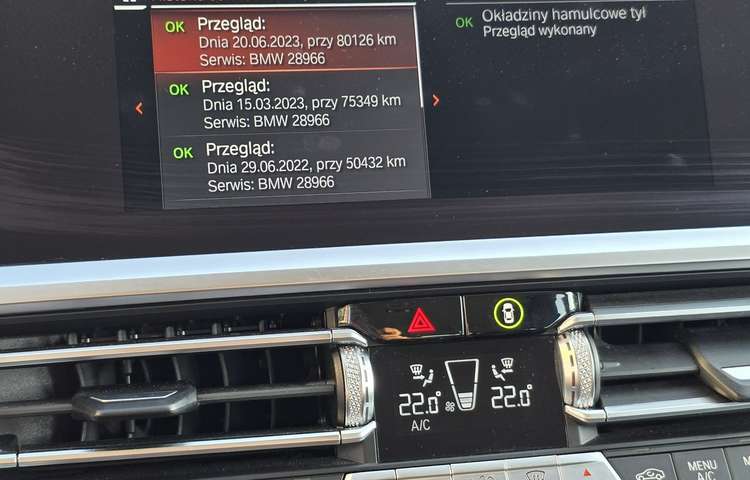 OK Przegląd:
Dnia 20.06.2023, przy 80126 km
Serwis: BMW 28966
OK Przegląd:
Dnia 15.03.2023, przy 75349 km
Serwis: BMW 28966
OK Przegląd:
Dnia 29.06.2022, przy 50432 km
Serwis: BMW 28966
OK Okładziny hamulcowe tył
Przegląd wykonany
22.0° 22.0°
A/C
MENU
A/C